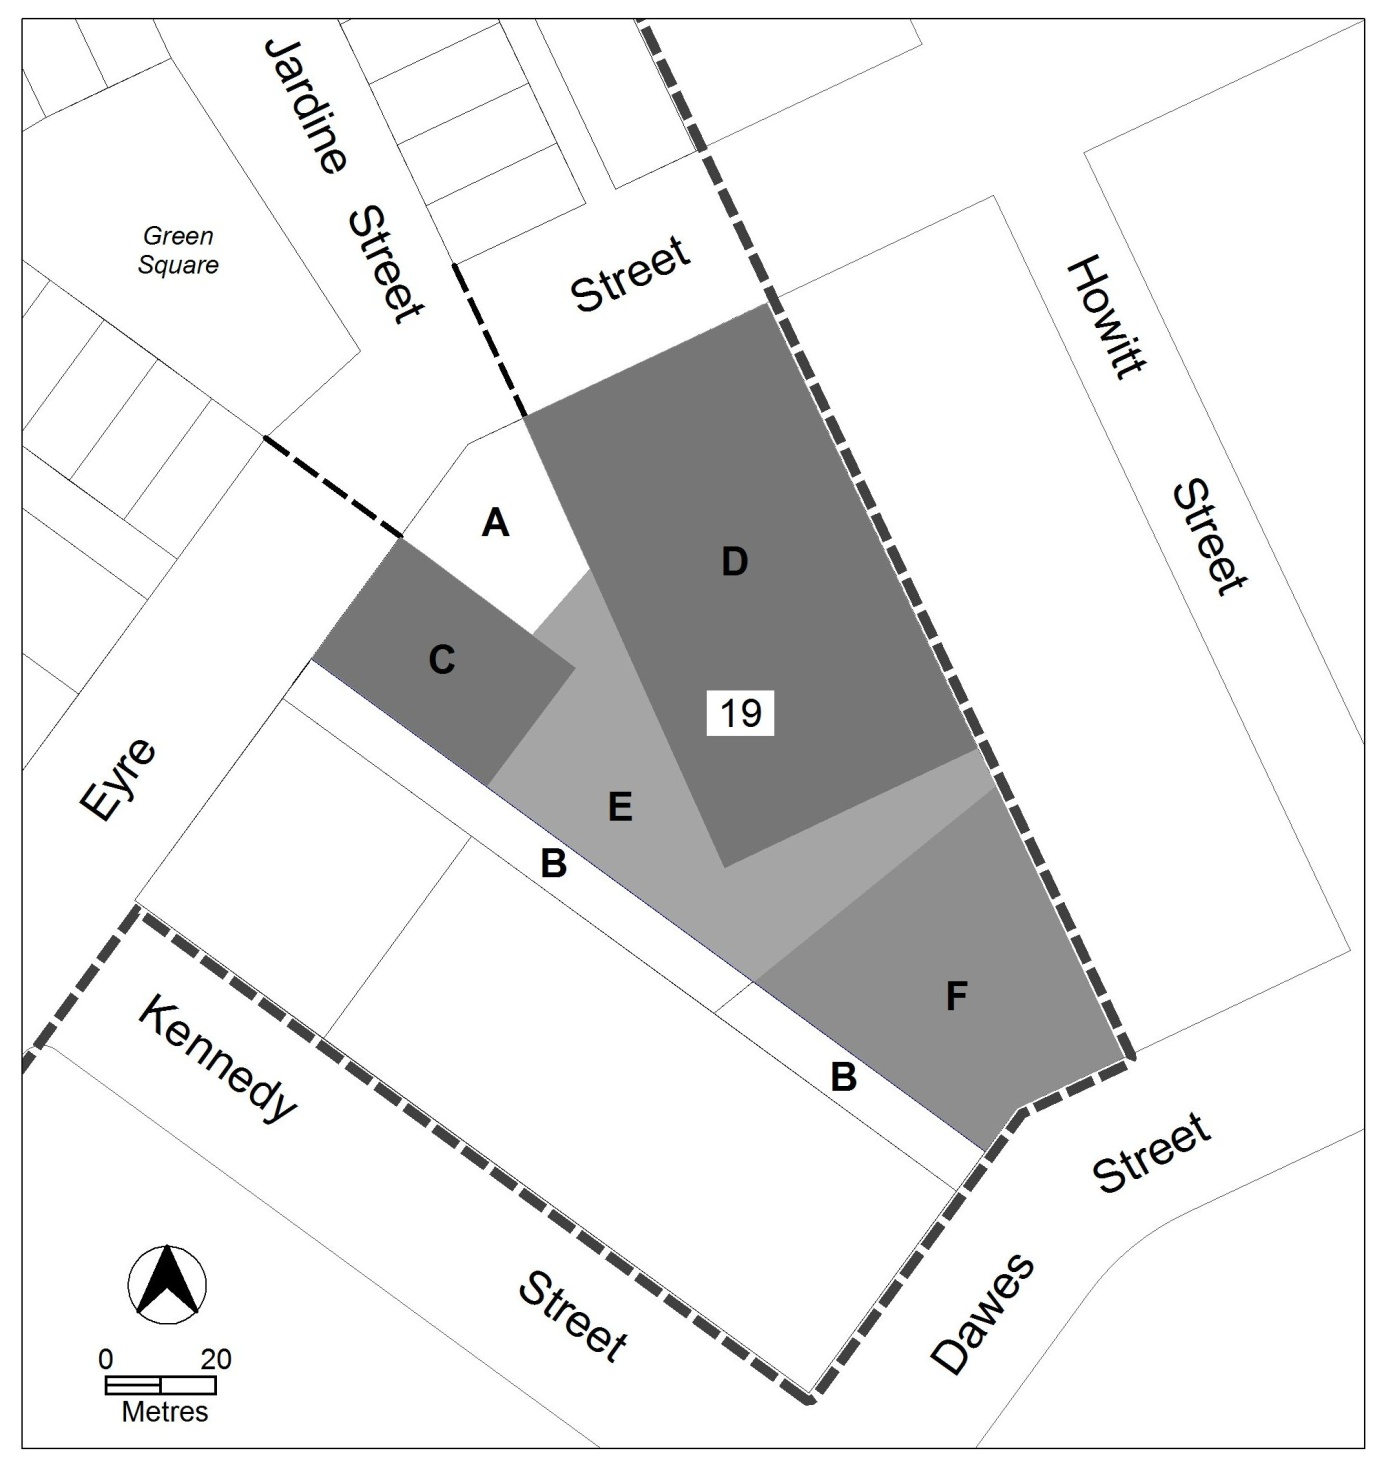 Jardine Street
Green
Square
Street
Howitt Street
A
D
C
19
Eyre
E
B
F
Kennedy
B
Street
Street
Dawes
0 20
Metres